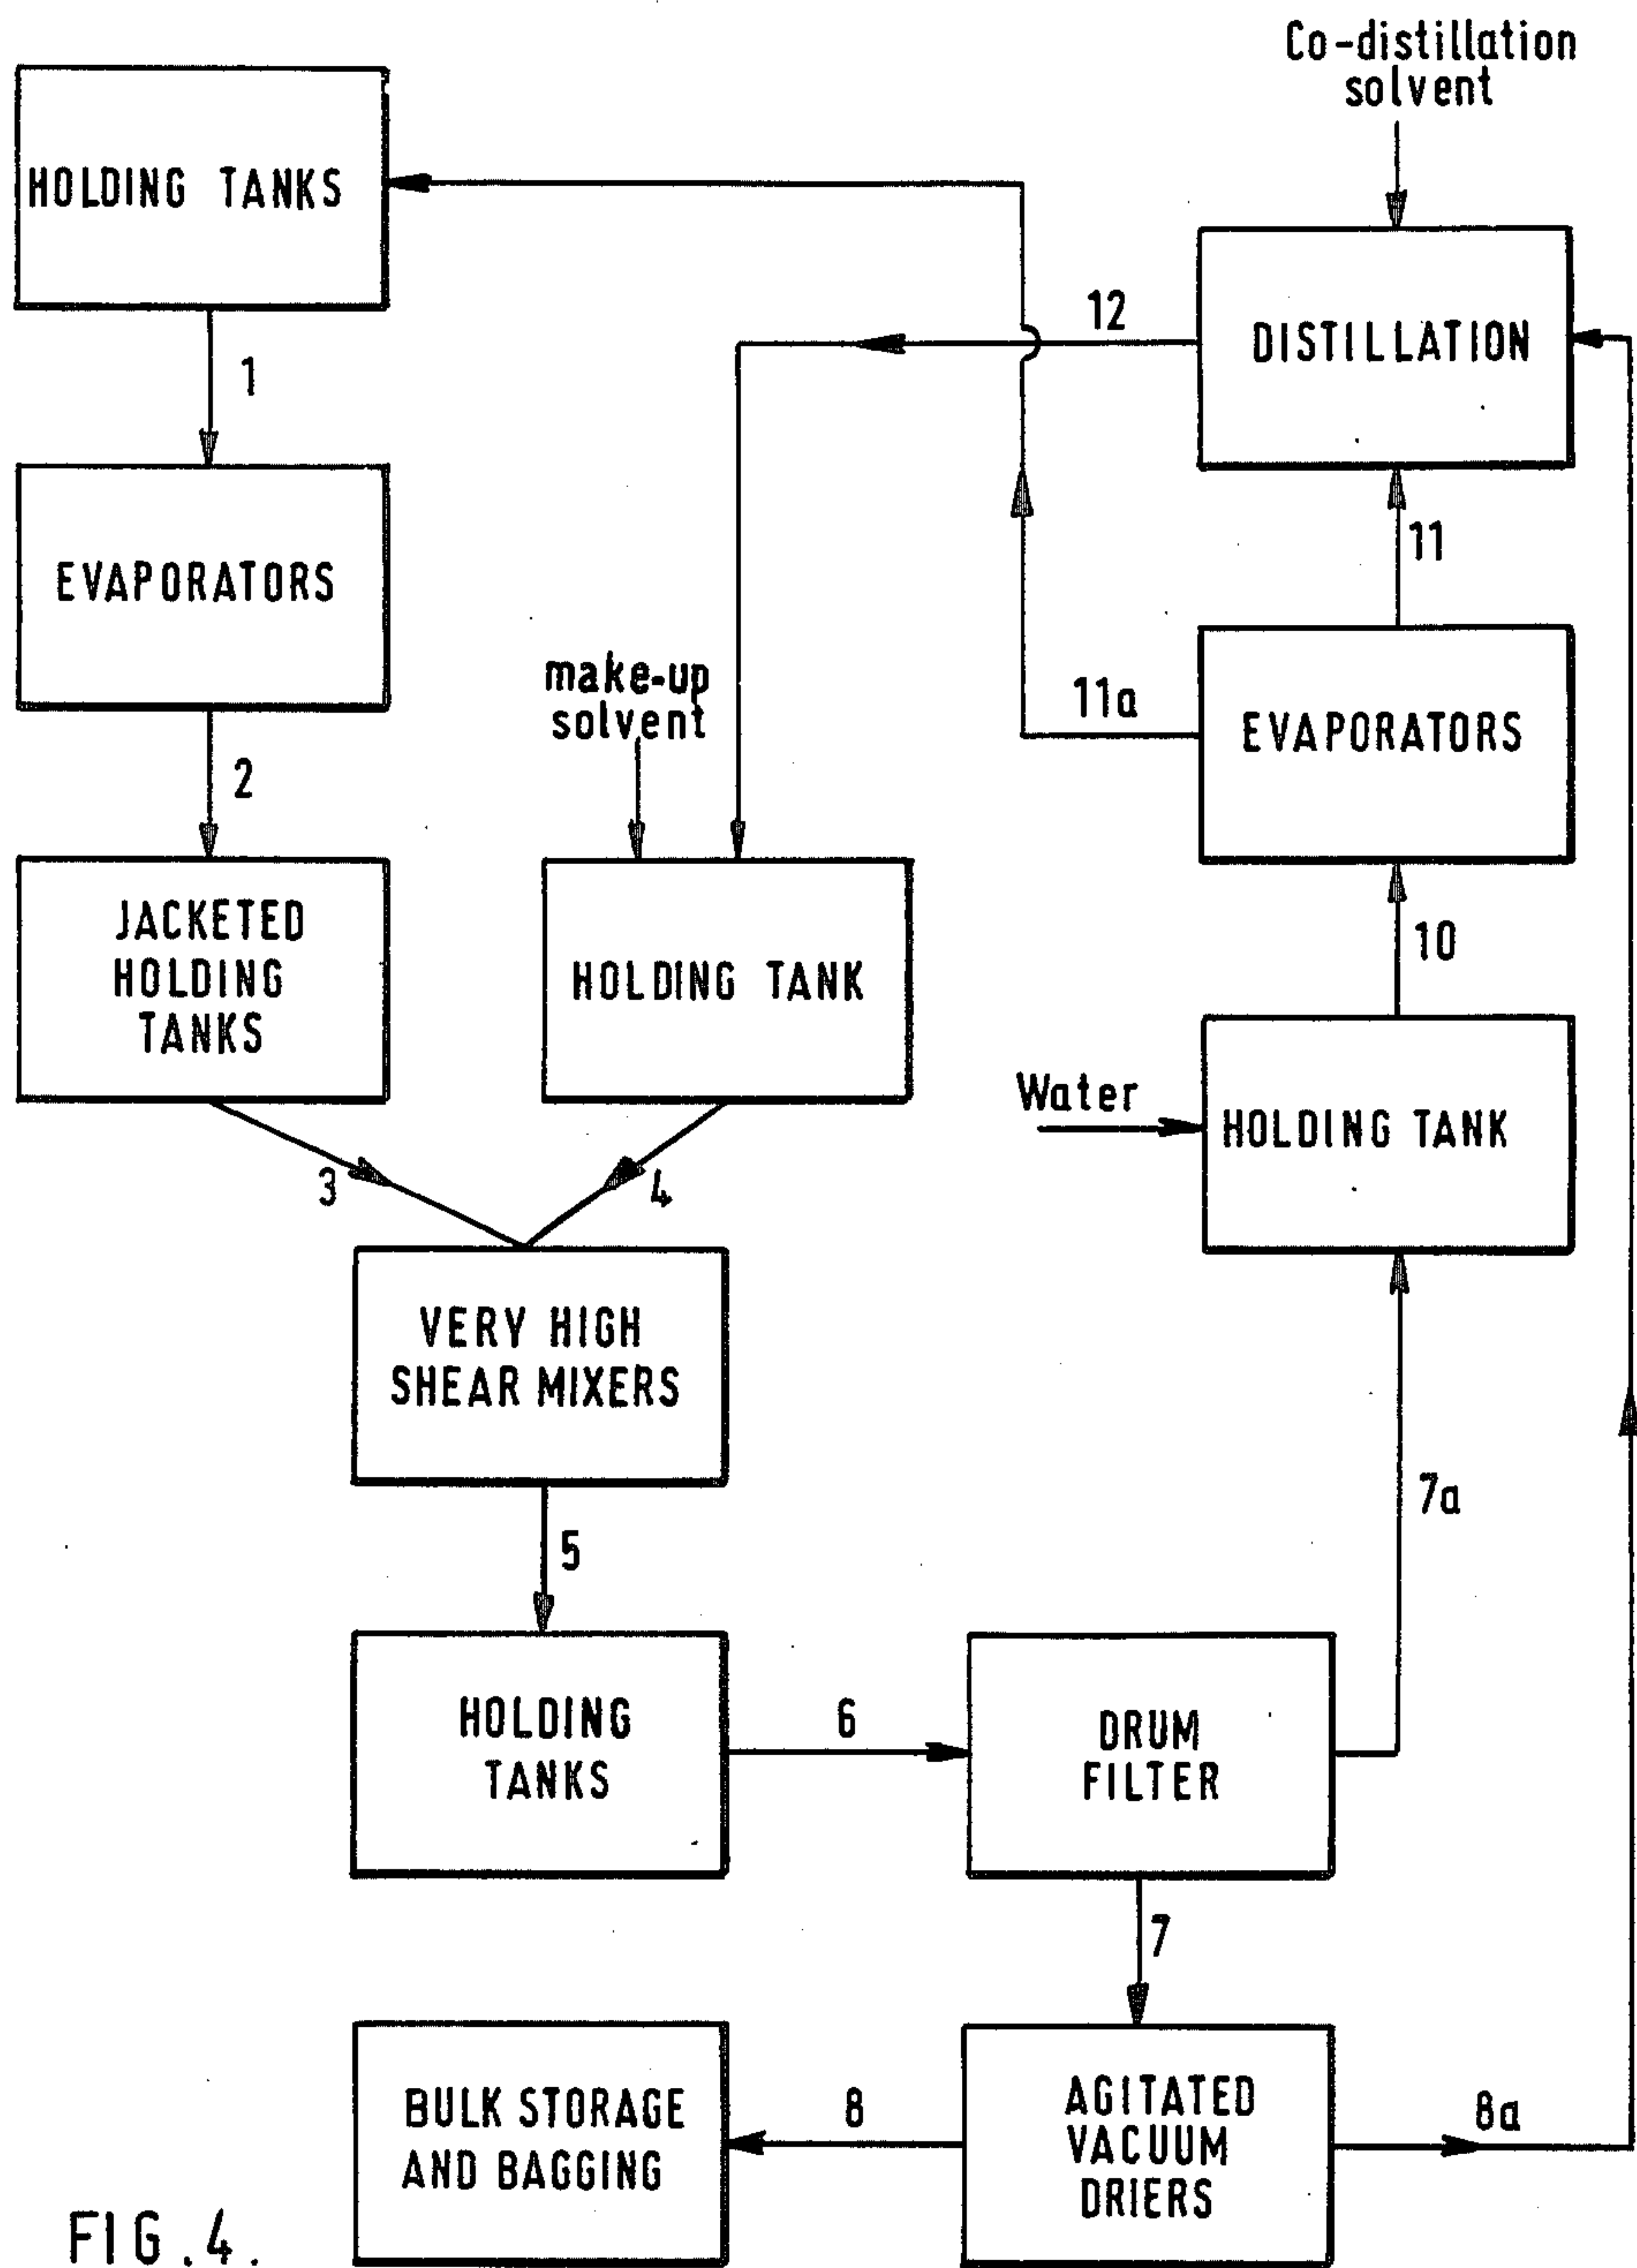 Co-distillation
solvent
HOLDING TANKS
12
DISTILLATION
1
11
EVAPORATORS
make-up
solvent
11a
EVAPORATORS
2
JACKETED
HOLDING
TANKS
HOLDING TANK
10
Water
HOLDING TANK
3
4
VERY HIGH
SHEAR MIXERS
7a
5
HOLDING
TANKS
6
DRUM
FILTER
7
BULK STORAGE
AND BAGGING
8
AGITATED
VACUUM
DRIERS
8a
FIG.4.